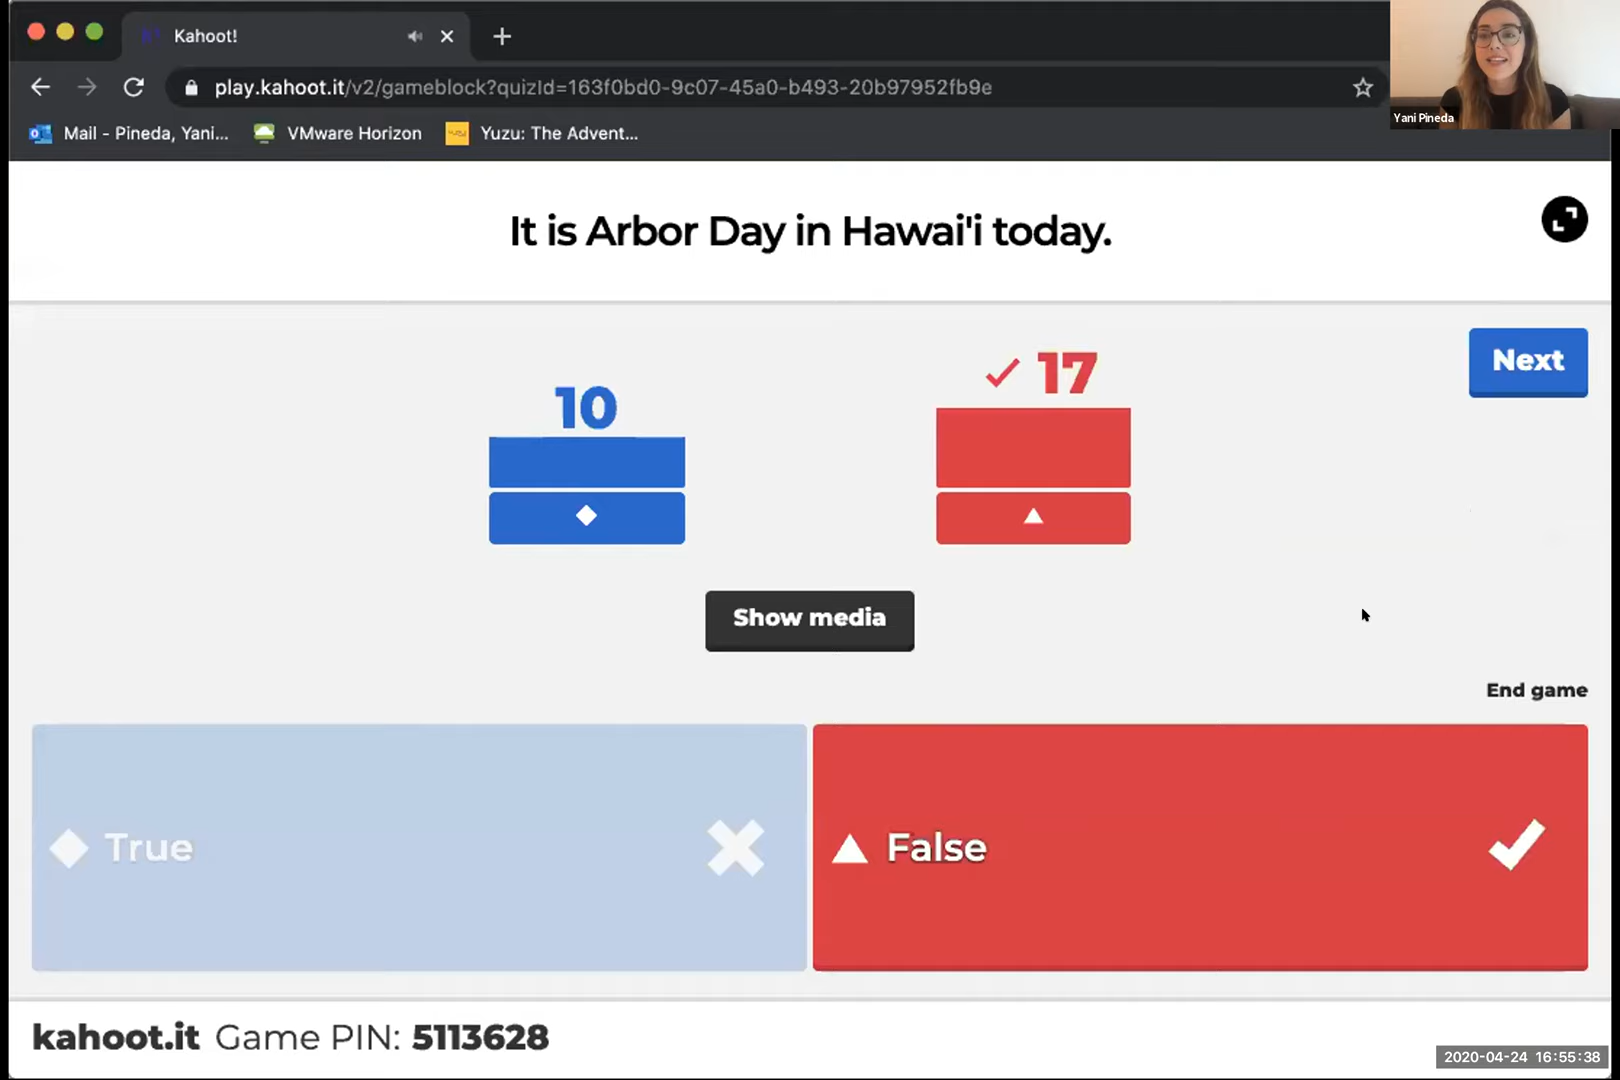 Kahoot!
play.kahoot.it/v2/gameblock?quizId=163f0bd0-9c07-45a0-b493-20b97952fb9e
Mail - Pineda, Yani...
VMware Horizon
Yuzu: The Advent...
Yani Pineda
It is Arbor Day in Hawai'i today.
Next
10
17
Show media
End game
True
False
kahoot.it Game PIN: 5113628
2020-04-24 16:55:38